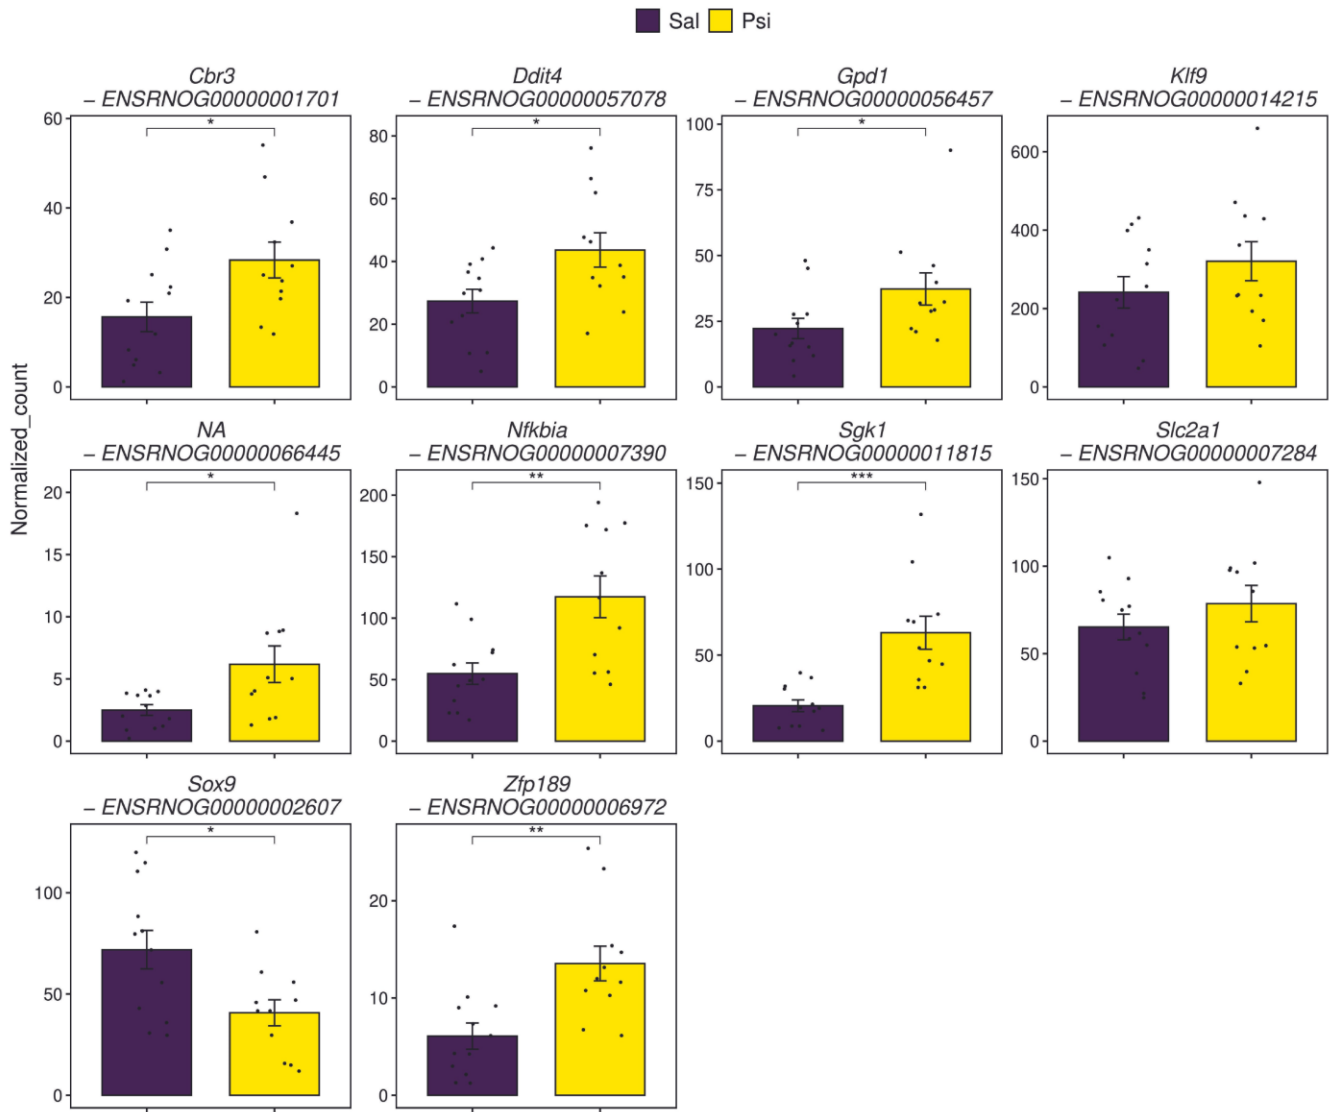 Sal Psi
Cbr3
– ENSRNOG00000001701
Ddit4
– ENSRNOG00000057078
Gpd1
– ENSRNOG00000056457
Klf9
– ENSRNOG00000014215
60
40
20
0
*
80
60
40
20
0
*
100
75
50
25
0
*
600
400
200
0
Normalized_count
NA
– ENSRNOG00000066445
Nfkbia
– ENSRNOG00000007390
Sgk1
– ENSRNOG00000011815
Slc2a1
– ENSRNOG00000007284
20
15
10
5
0
*
200
150
100
50
0
**
150
100
50
0
***
150
100
50
0
Sox9
– ENSRNOG00000002607
Zfp189
– ENSRNOG00000006972
100
50
0
*
20
10
0
**